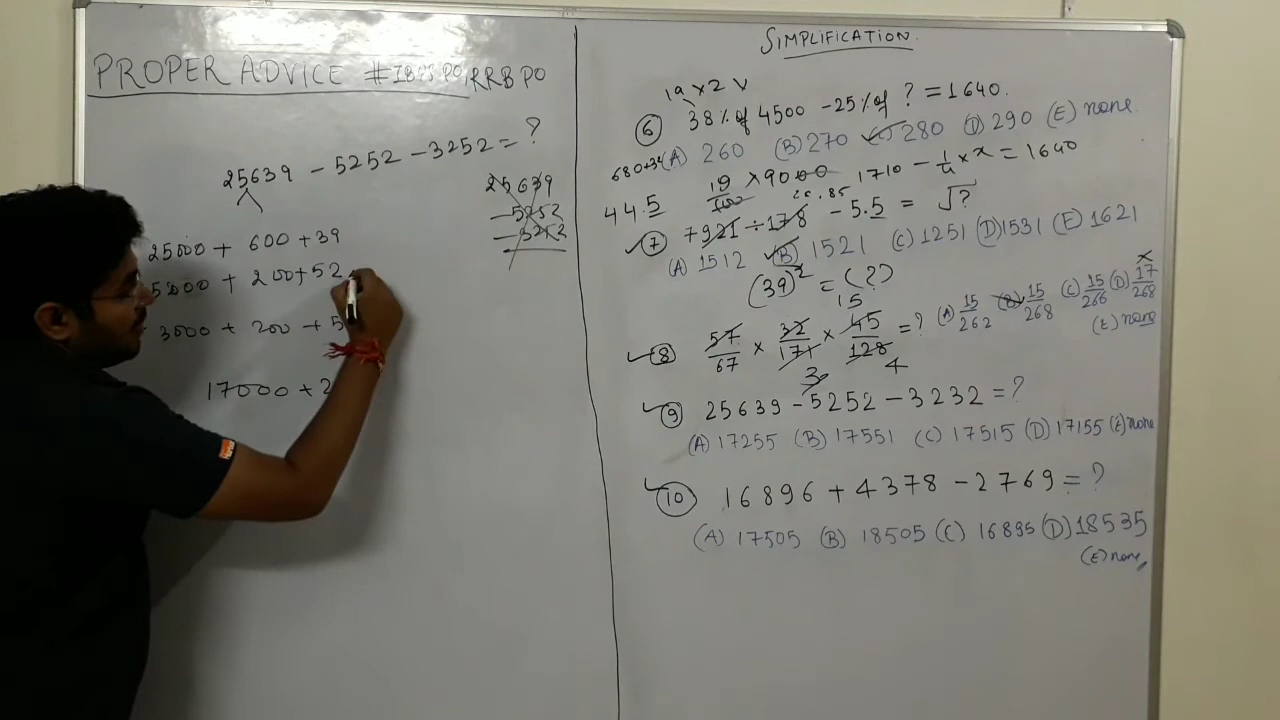 PROPER ADVICE #IBPS PO, RRB PO
25639 - 5252 - 3252 = ?
25639
- 5252
- 3252
25000 + 600 + 39
5000 + 200 + 52
3000 + 200 + 5
17000 + 2
SIMPLIFICATION
19 x 2 v
6 38% of 4500 - 25% of ? = 1640.
(A) 260 (B) 270 (C) 280 (D) 290 (E) none.
19/100 x 9000 1710 - 1/4 x x = 1640
44.5
7 7921 ÷ 178 - 5.5 = √?
(A) 1512 (B) 1521 (C) 1251 (D) 1531 (E) 1621
(39)² = (?)
15
8 57/67 x 32/171 x 45/128 = ? (A) 15/262 (B) 15/268 (C) 15/266 (D) 17/268
(E) none
3 4
9 25639 - 5252 - 3232 = ?
(A) 17255 (B) 17551 (C) 17515 (D) 17155 (E) none
10 16896 + 4378 - 2769 = ?
(A) 17505 (B) 18505 (C) 16895 (D) 18535
(E) none